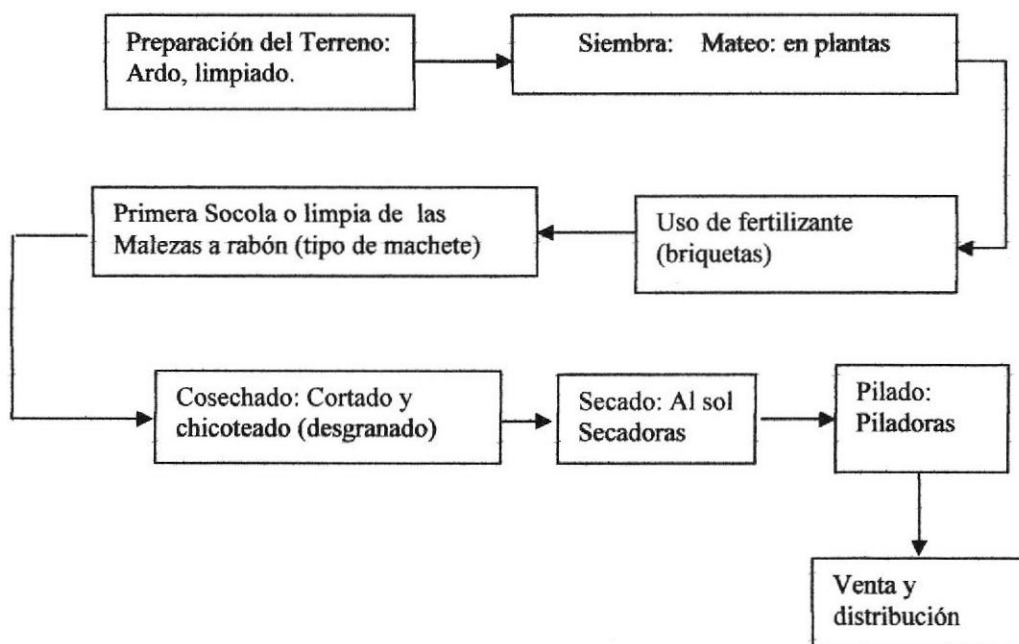 Preparación del Terreno:
Ardo, limpiado.
Siembra: Mateo: en plantas
Primera Socola o limpia de las
Malezas a rabón (tipo de machete)
Uso de fertilizante
(briquetas)
Cosechado: Cortado y
chicoteado (desgranado)
Secado: Al sol
Secadoras
Pilado:
Piladoras
Venta y
distribución